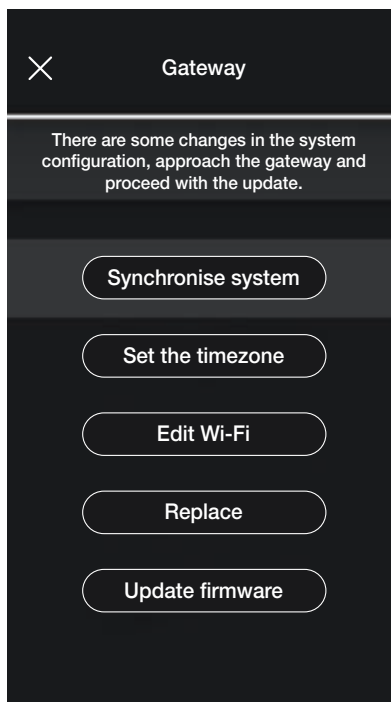 Gateway
There are some changes in the system
configuration, approach the gateway and
proceed with the update.
Synchronise system
Set the timezone
Edit Wi-Fi
Replace
Update firmware